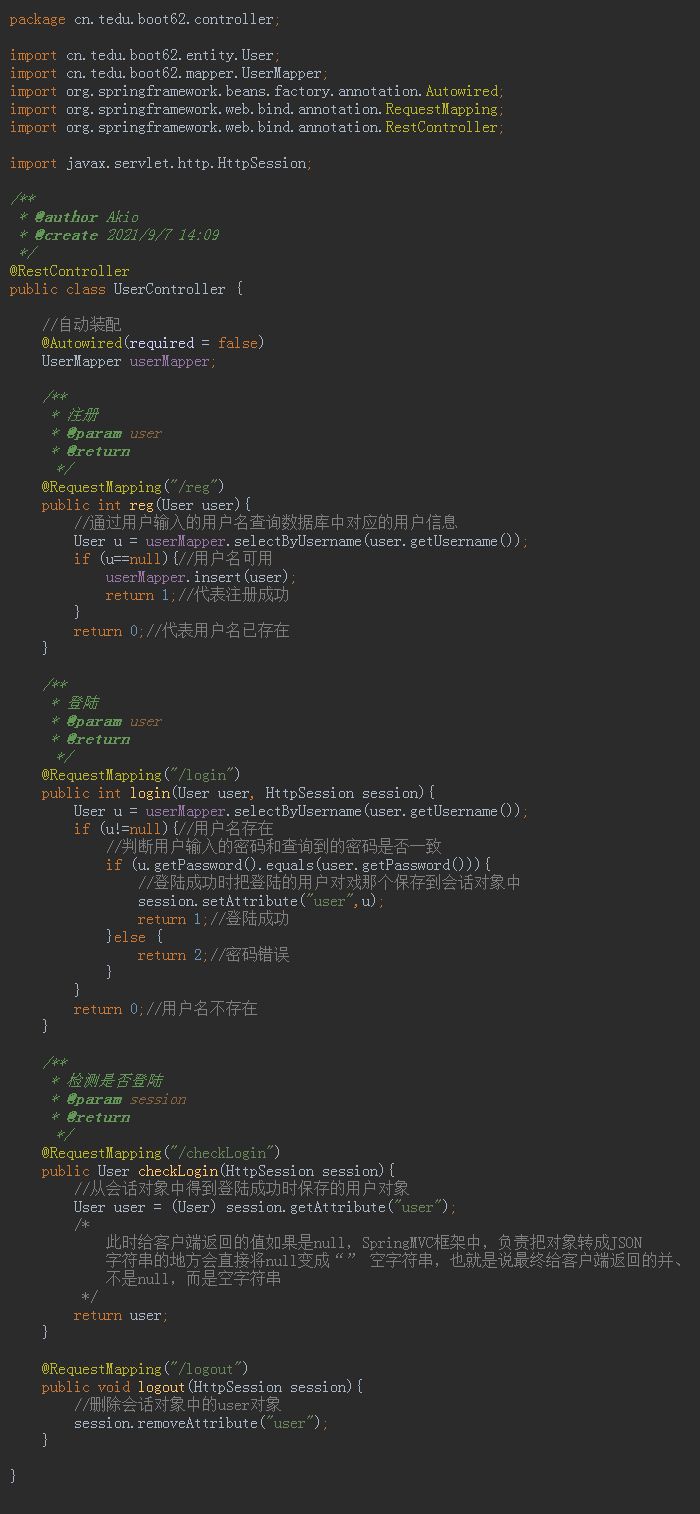 package cn.tedu.boot62.controller;
import cn.tedu.boot62.entity.User;
import cn.tedu.boot62.mapper.UserMapper;
import org.springframework.beans.factory.annotation.Autowired;
import org.springframework.web.bind.annotation.RequestMapping;
import org.springframework.web.bind.annotation.RestController;
import javax.servlet.http.HttpSession;
/**
 * @author Akio
 * @create 2021/9/7 14:09
 */
@RestController
public class UserController {
    //自动装配
    @Autowired(required = false)
    UserMapper userMapper;
    /**
     * 注册
     * @param user
     * @return
     */
    @RequestMapping("/reg")
    public int reg(User user){
        //通过用户输入的用户名查询数据库中对应的用户信息
        User u = userMapper.selectByUsername(user.getUsername());
        if (u==null){//用户名可用
            userMapper.insert(user);
            return 1;//代表注册成功
        }
        return 0;//代表用户名已存在
    }
    /**
     * 登陆
     * @param user
     * @return
     */
    @RequestMapping("/login")
    public int login(User user, HttpSession session){
        User u = userMapper.selectByUsername(user.getUsername());
        if (u!=null){//用户名存在
            //判断用户输入的密码和查询到的密码是否一致
            if (u.getPassword().equals(user.getPassword())){
                //登陆成功时把登陆的用户对戏那个保存到会话对象中
                session.setAttribute("user",u);
                return 1;//登陆成功
            }else {
                return 2;//密码错误
            }
        }
        return 0;//用户名不存在
    }
    /**
     * 检测是否登陆
     * @param session
     * @return
     */
    @RequestMapping("/checkLogin")
    public User checkLogin(HttpSession session){
        //从会话对象中得到登陆成功时保存的用户对象
        User user = (User) session.getAttribute("user");
        /*
            此时给客户端返回的值如果是null，SpringMVC框架中，负责把对象转成JSON
            字符串的地方会直接将null变成“” 空字符串，也就是说最终给客户端返回的并、
            不是null，而是空字符串
         */
        return user;
    }
    @RequestMapping("/logout")
    public void logout(HttpSession session){
        //删除会话对象中的user对象
        session.removeAttribute("user");
    }
}